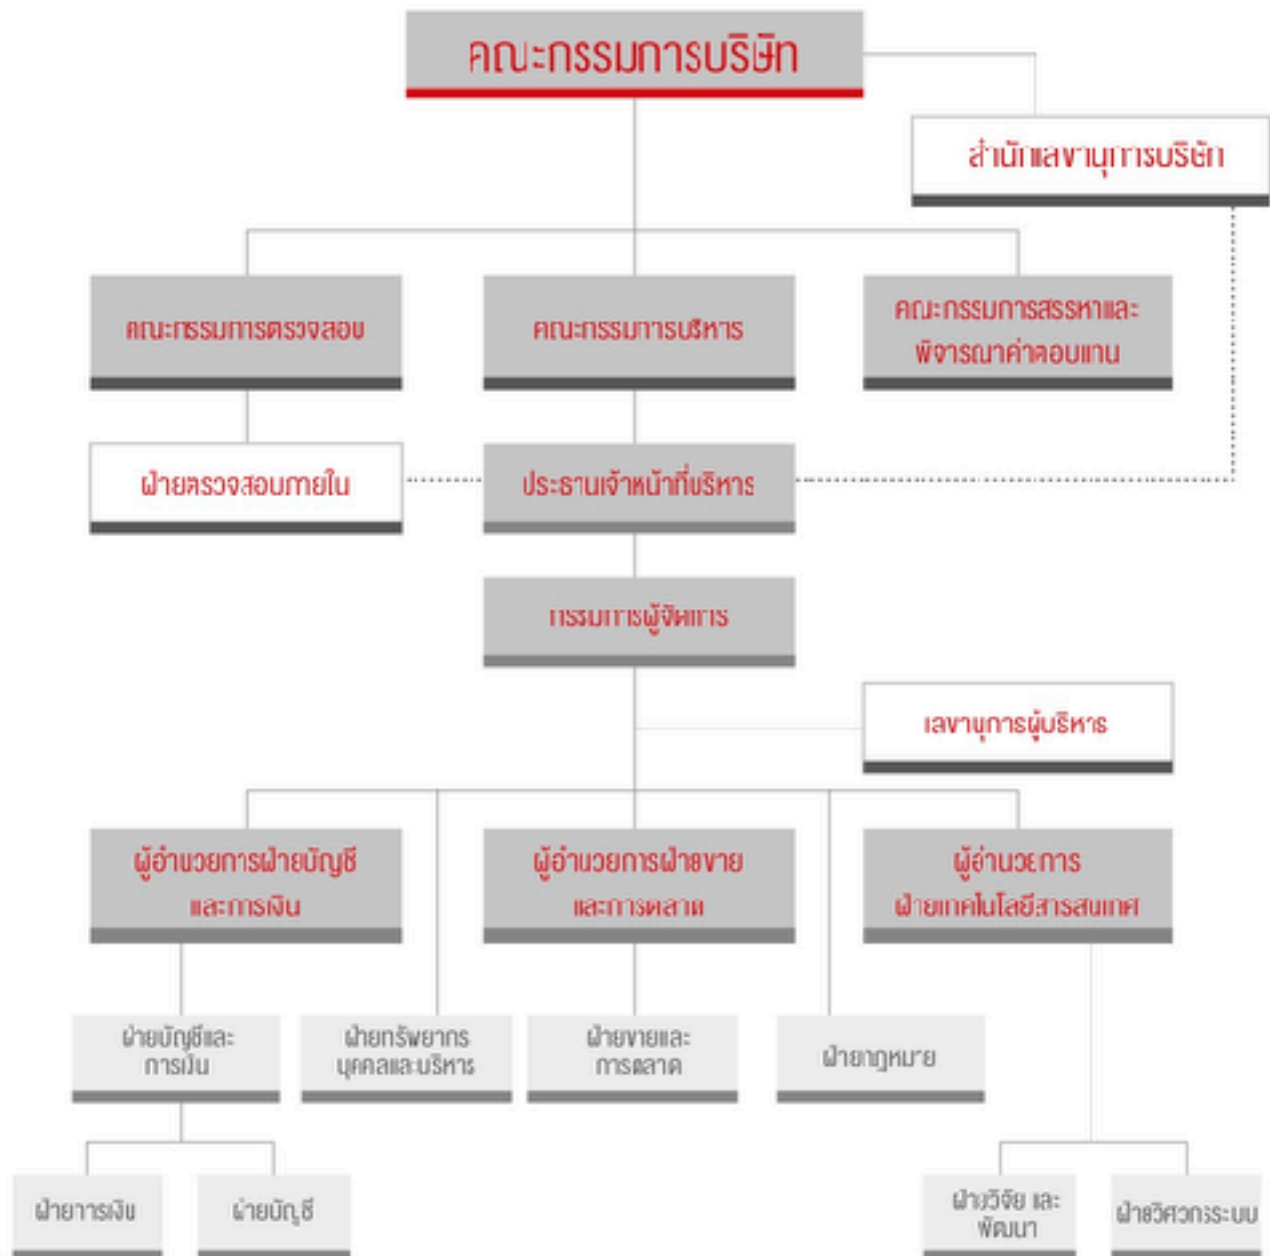 คณะกรรมการบริษัท
สำนักเลขานุการบริษัท
คณะกรรมการตรวจสอบ
คณะกรรมการบริหาร
คณะกรรมการสรรหาและ
พิจารณาค่าตอบแทน
ฝ่ายตรวจสอบภายใน
ประธานเจ้าหน้าที่บริหาร
กรรมการผู้จัดการ
เลขานุการผู้บริหาร
ผู้อำนวยการฝ่ายบัญชี
และการเงิน
ผู้อำนวยการฝ่ายขาย
และการตลาด
ผู้อำนวยการ
ฝ่ายเทคโนโลยีสารสนเทศ
ฝ่ายบัญชีและ
การเงิน
ฝ่ายทรัพยากร
บุคคลและบริหาร
ฝ่ายขายและ
การตลาด
ฝ่ายกฎหมาย
ฝ่ายการเงิน
ฝ่ายบัญชี
ฝ่ายวิจัย และ
พัฒนา
ฝ่ายวิศวกรระบบ